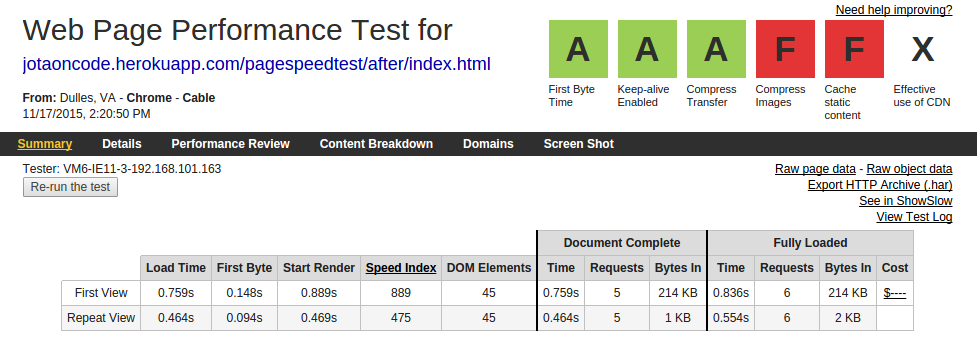 Need help improving?
Web Page Performance Test for
jotaoncode.herokuapp.com/pagespeedtest/after/index.html
From: Dulles, VA - Chrome - Cable
11/17/2015, 2:20:50 PM
A A A F F X
First Byte Time
Keep-alive Enabled
Compress Transfer
Compress Images
Cache static content
Effective use of CDN
Summary Details Performance Review Content Breakdown Domains Screen Shot
Tester: VM6-IE11-3-192.168.101.163
Re-run the test
Raw page data - Raw object data
Export HTTP Archive (.har)
See in ShowSlow
View Test Log
Document Complete Fully Loaded
Load Time First Byte Start Render Speed Index DOM Elements Time Requests Bytes In Time Requests Bytes In Cost
First View 0.759s 0.148s 0.889s 889 45 0.759s 5 214 KB 0.836s 6 214 KB $----
Repeat View 0.464s 0.094s 0.469s 475 45 0.464s 5 1 KB 0.554s 6 2 KB